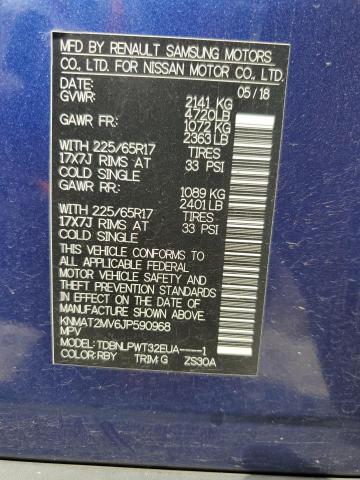 MFD BY RENAULT SAMSUNG MOTORS
CO., LTD. FOR NISSAN MOTOR CO., LTD.
DATE: 05/18
GVWR: 2141 KG
4720LB
GAWR FR: 1072 KG
2363 LB
WITH 225/65R17 TIRES
17X7J RIMS AT 33 PSI
COLD SINGLE
GAWR RR: 1089 KG
2401 LB
WITH 225/65R17 TIRES
17X7J RIMS AT 33 PSI
COLD SINGLE
THIS VEHICLE CONFORMS TO
ALL APPLICABLE FEDERAL
MOTOR VEHICLE SAFETY AND
THEFT PREVENTION STANDARDS
IN EFFECT ON THE DATE OF
MANUFACTURE SHOWN ABOVE.
KNMAT2MV6JP590968
MPV
MODEL: TDBNLPWT32EUA-----1
COLOR:RBY TRIM:G ZS30A